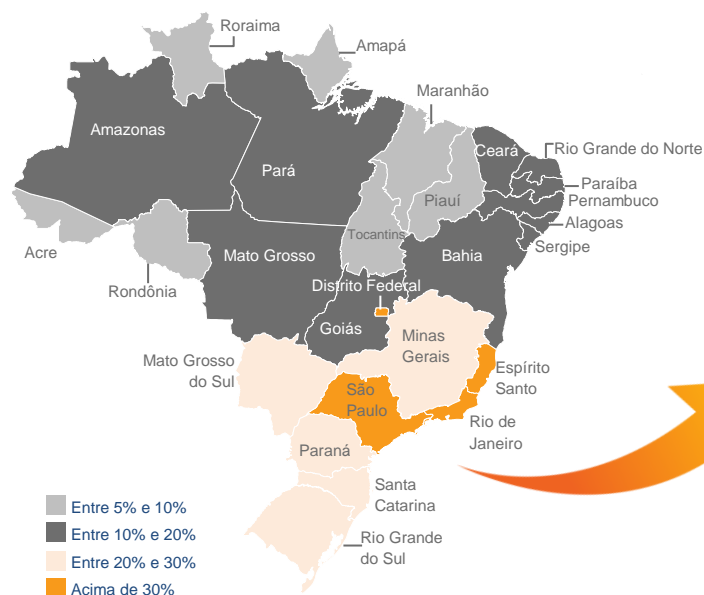 Roraima
Amapá
Maranhão
Amazonas
Ceará
Rio Grande do Norte
Pará
Paraíba
Piauí
Pernambuco
Alagoas
Tocantins
Sergipe
Acre
Mato Grosso
Bahia
Rondônia
Distrito Federal
Goiás
Minas
Gerais
Mato Grosso
do Sul
Espírito
Santo
São
Paulo
Rio de
Janeiro
Paraná
Santa
Catarina
Rio Grande
do Sul
Entre 5% e 10%
Entre 10% e 20%
Entre 20% e 30%
Acima de 30%